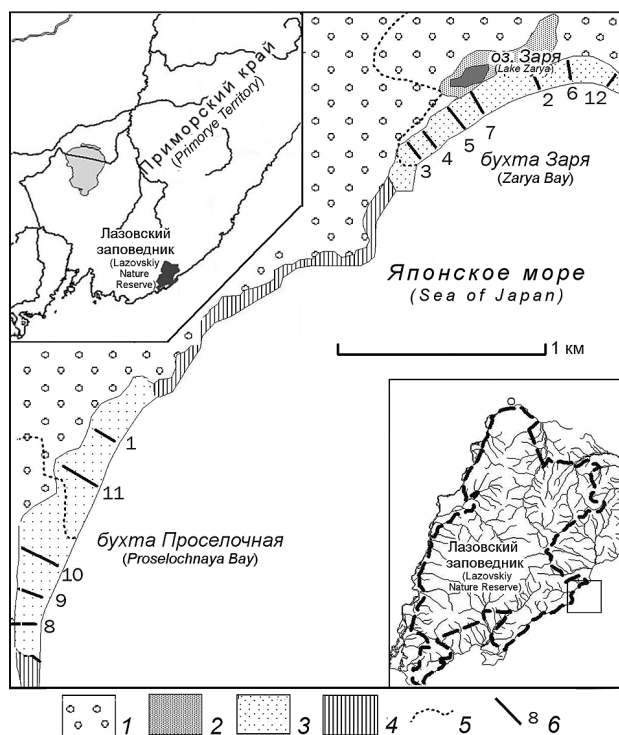 Приморский край
(Primorye Territory)
Лазовский
заповедник
(Lazovskiy
Nature
Reserve)
оз. Заря
(Lake Zarya)
2
6
12
7
5
4
3
бухта Заря
(Zarya Bay)
Японское море
(Sea of Japan)
1 км
1
11
бухта Проселочная
(Proselochnaya Bay)
10
9
8
Лазовский
заповедник
(Lazovskiy
Nature Reserve)
1 2 3 4 5 8 6